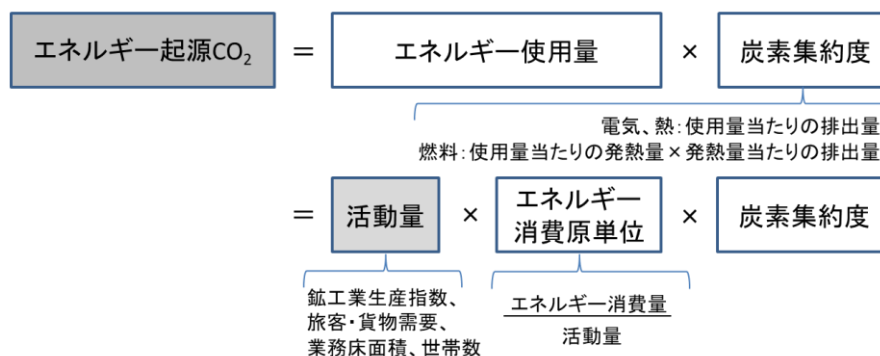 エネルギー起源CO₂ = エネルギー使用量 × 炭素集約度
電気、熱：使用量当たりの排出量
燃料：使用量当たりの発熱量×発熱量当たりの排出量
= 活動量 × エネルギー消費原単位 × 炭素集約度
鉱工業生産指数、
旅客・貨物需要、
業務床面積、世帯数
エネルギー消費量
活動量